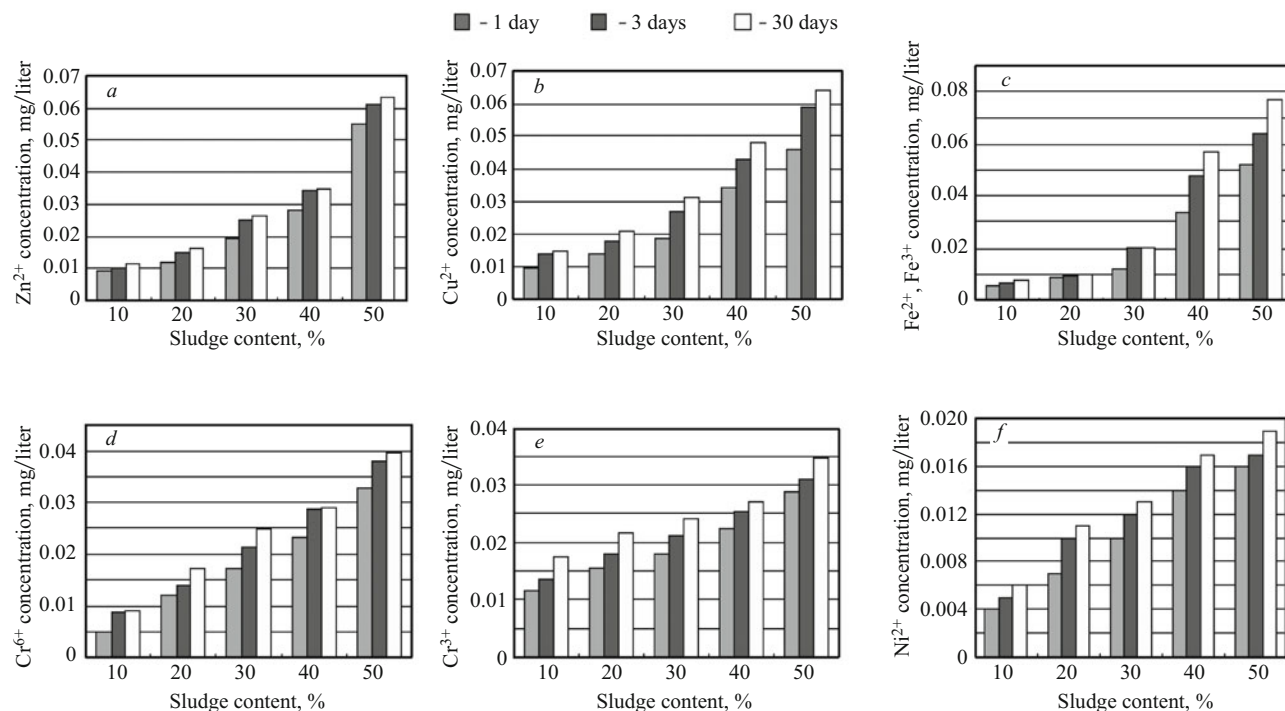 – 1 day – 3 days – 30 days
a
Zn²⁺ concentration, mg/liter
0.07
0.06
0.05
0.04
0.03
0.02
0.01
0
10 20 30 40 50
Sludge content, %
b
Cu²⁺ concentration, mg/liter
0.07
0.06
0.05
0.04
0.03
0.02
0.01
0
10 20 30 40 50
Sludge content, %
c
Fe²⁺, Fe³⁺ concentration, mg/liter
0.08
0.06
0.04
0.02
0
10 20 30 40 50
Sludge content, %
d
Cr⁶⁺ concentration, mg/liter
0.04
0.03
0.02
0.01
0
10 20 30 40 50
Sludge content, %
e
Cr³⁺ concentration, mg/liter
0.04
0.03
0.02
0.01
0
10 20 30 40 50
Sludge content, %
f
Ni²⁺ concentration, mg/liter
0.020
0.016
0.012
0.008
0.004
0
10 20 30 40 50
Sludge content, %